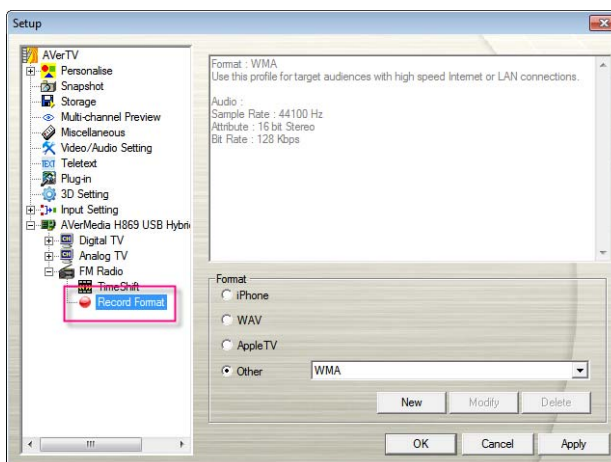 Setup
AVerTV
Personalise
Snapshot
Storage
Multi-channel Preview
Miscellaneous
Video/Audio Setting
TEXT Teletext
Plug-in
3D Setting
Input Setting
AVerMedia H869 USB Hybri
CH Digital TV
CH Analog TV
FM Radio
TimeShift
Record Format
Format : WMA
Use this profile for target audiences with high speed Internet or LAN connections.
Audio :
Sample Rate : 44100 Hz
Attribute : 16 bit Stereo
Bit Rate : 128 Kbps
Format
iPhone
WAV
AppleTV
Other WMA
New Modify Delete
OK Cancel Apply